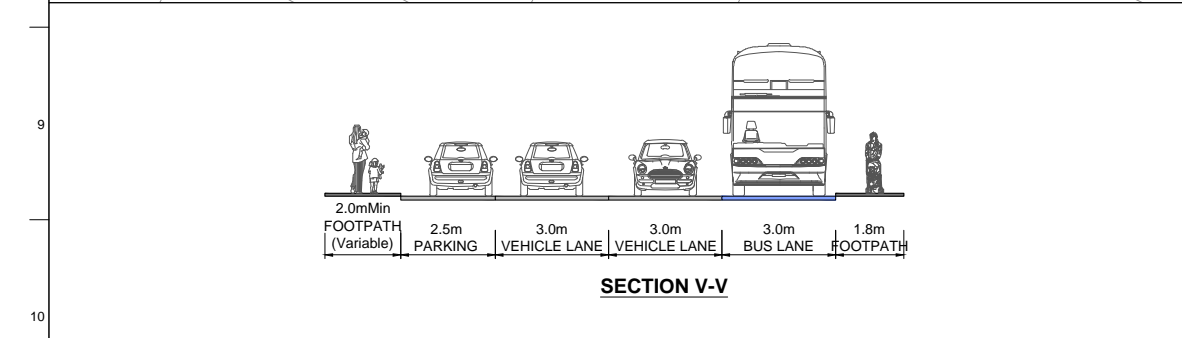 9
2.0mMin
FOOTPATH
(Variable)
2.5m
PARKING
3.0m
VEHICLE LANE
3.0m
VEHICLE LANE
3.0m
BUS LANE
1.8m
FOOTPATH
SECTION V-V
10